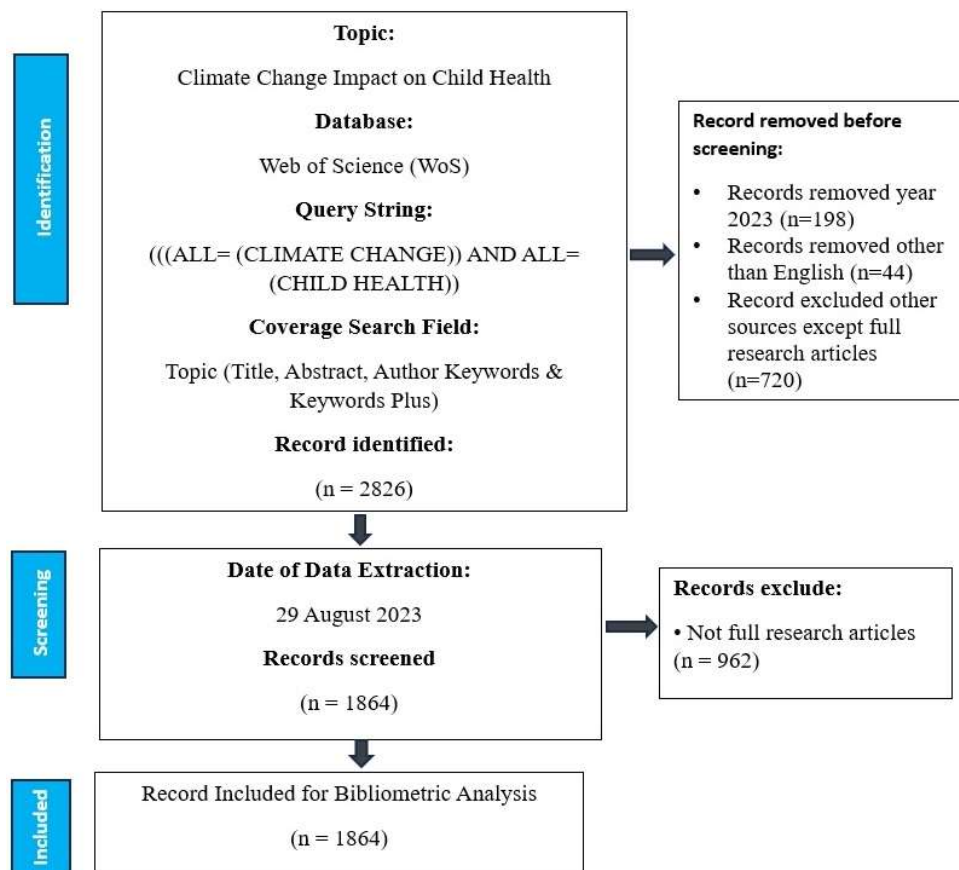 Identification
Topic:
Climate Change Impact on Child Health
Database:
Web of Science (WoS)
Query String:
(((ALL= (CLIMATE CHANGE)) AND ALL=
(CHILD HEALTH))
Coverage Search Field:
Topic (Title, Abstract, Author Keywords &
Keywords Plus)
Record identified:
(n = 2826)
Record removed before
screening:
• Records removed year
2023 (n=198)
• Records removed other
than English (n=44)
• Record excluded other
sources except full
research articles
(n=720)
Screening
Date of Data Extraction:
29 August 2023
Records screened
(n = 1864)
Records exclude:
• Not full research articles
(n = 962)
Included
Record Included for Bibliometric Analysis
(n = 1864)